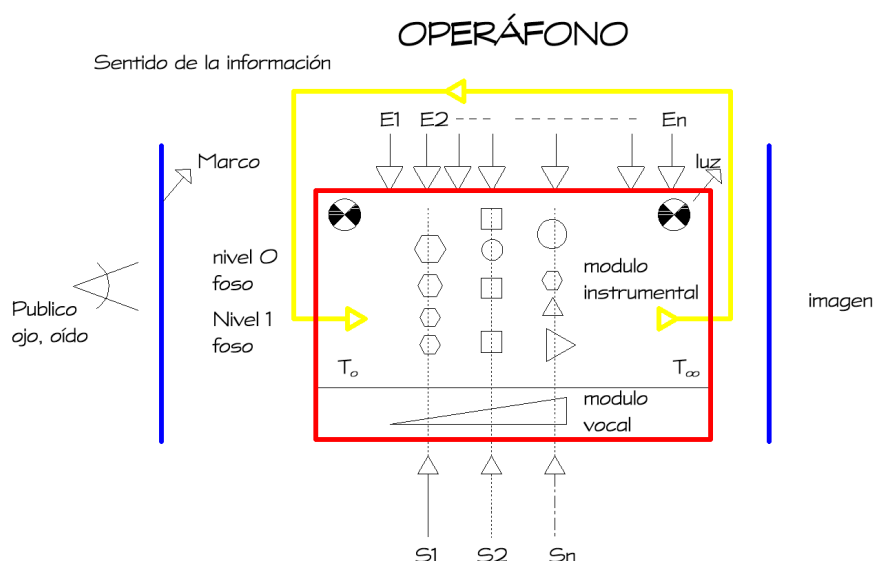 OPERÁFONO
Sentido de la información
E1 E2 ---- ---------- En
Marco
luz
nivel 0
foso
Nivel 1
foso
modulo
instrumental
Publico
ojo, oído
imagen
To
T∞
modulo
vocal
S1 S2 Sn